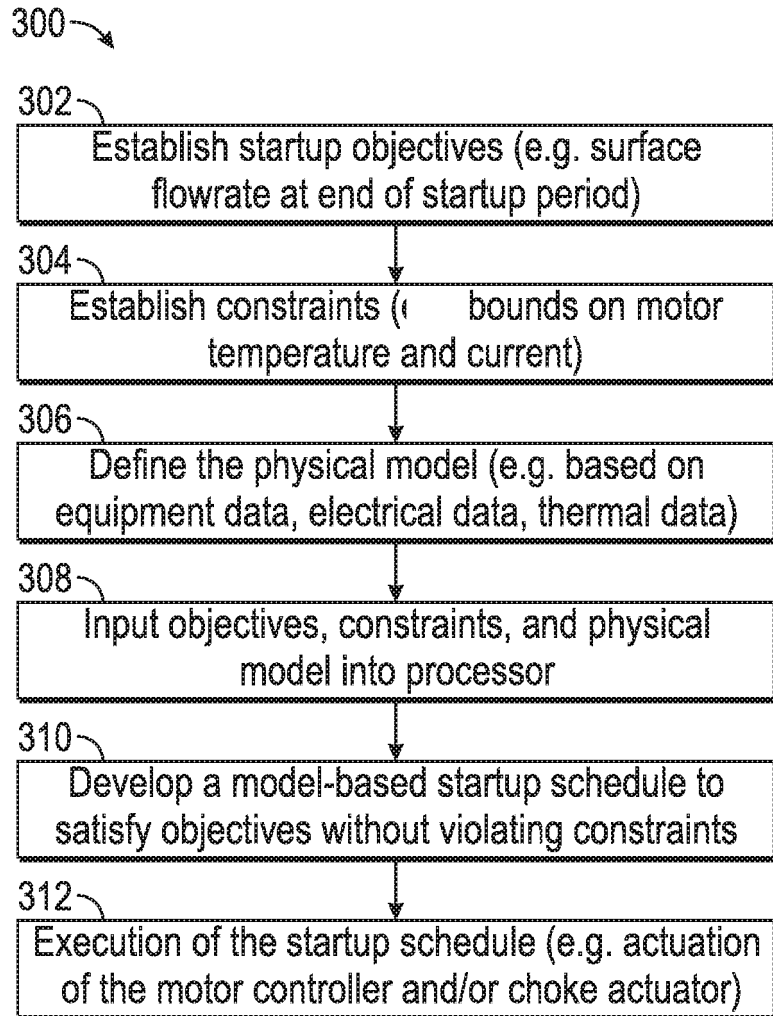 300
302
Establish startup objectives (e.g. surface
flowrate at end of startup period)
304
Establish constraints ( bounds on motor
temperature and current)
306
Define the physical model (e.g. based on
equipment data, electrical data, thermal data)
308
Input objectives, constraints, and physical
model into processor
310
Develop a model-based startup schedule to
satisfy objectives without violating constraints
312
Execution of the startup schedule (e.g. actuation
of the motor controller and/or choke actuator)